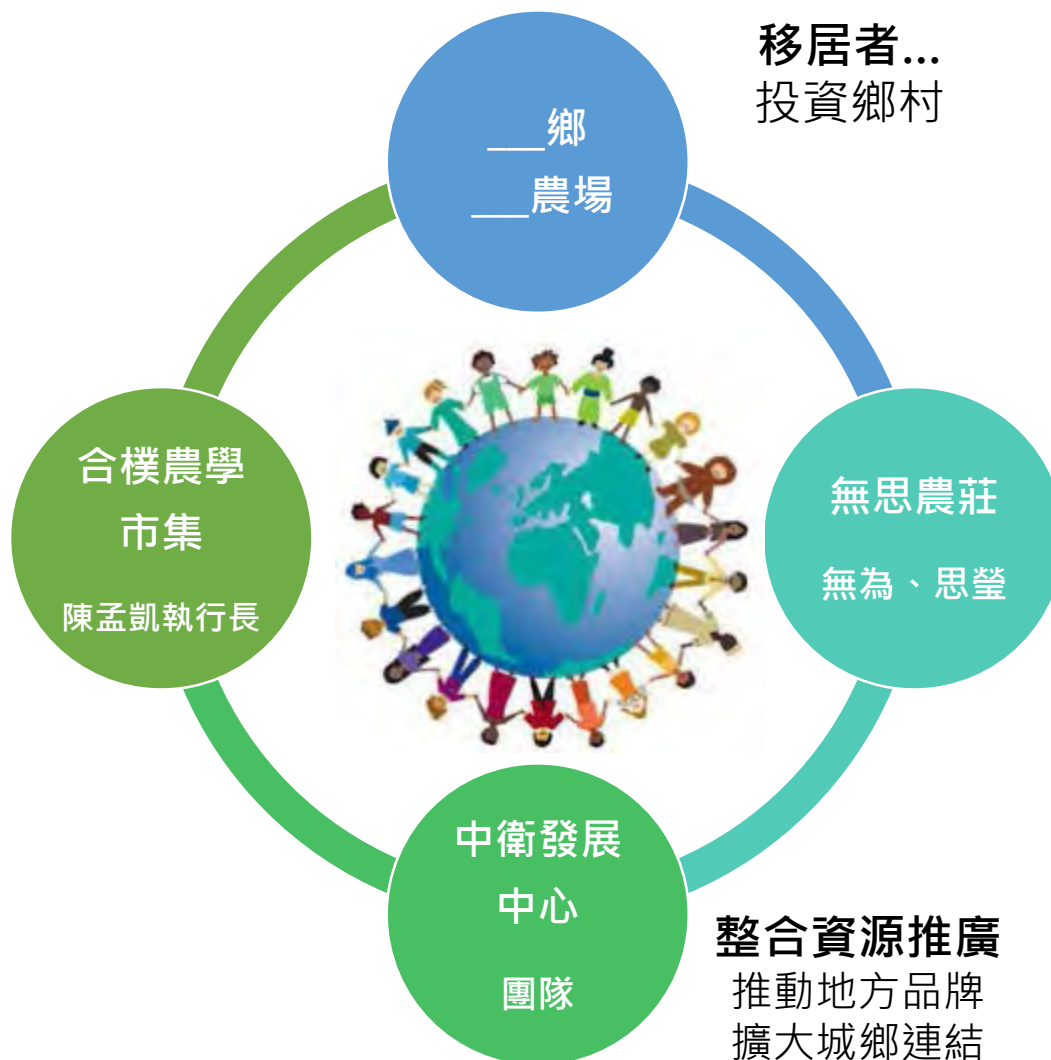 移居者...
投資鄉村
___鄉
___農場
合樸農學
市集
陳孟凱執行長
無思農莊
無為、思瑩
中衛發展
中心
團隊
整合資源推廣
推動地方品牌
擴大城鄉連結